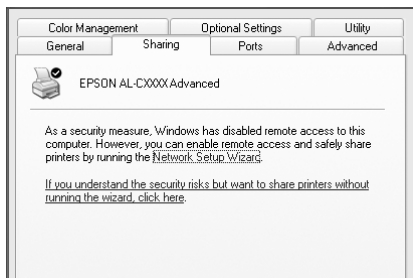 Color Management Optional Settings Utility
General Sharing Ports Advanced
EPSON AL-CXXXX Advanced
As a security measure, Windows has disabled remote access to this
computer. However, you can enable remote access and safely share
printers by running the Network Setup Wizard.
If you understand the security risks but want to share printers without
running the wizard, click here.